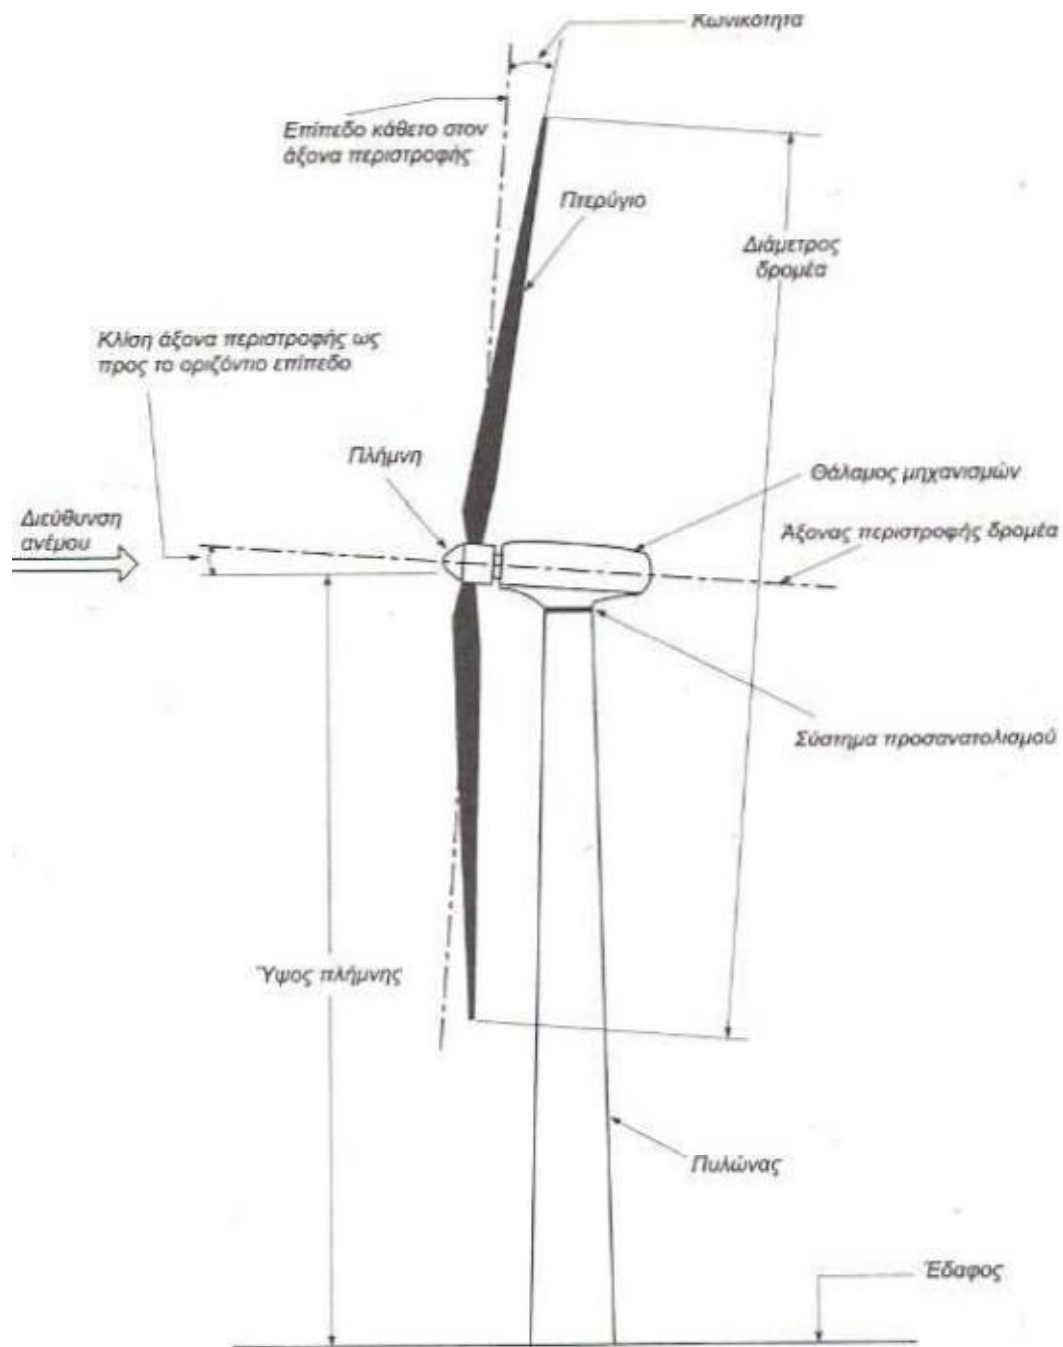 Κωνικότητα
Επίπεδο κάθετο στον
άξονα περιστροφής
Πτερύγιο
Διάμετρος
δρομέα
Κλίση άξονα περιστροφής ως
προς το οριζόντιο επίπεδο
Πλήμνη
Θάλαμος μηχανισμών
Διεύθυνση
ανέμου
Άξονας περιστροφής δρομέα
Σύστημα προσανατολισμού
Ύψος πλήμνης
Πυλώνας
Έδαφος